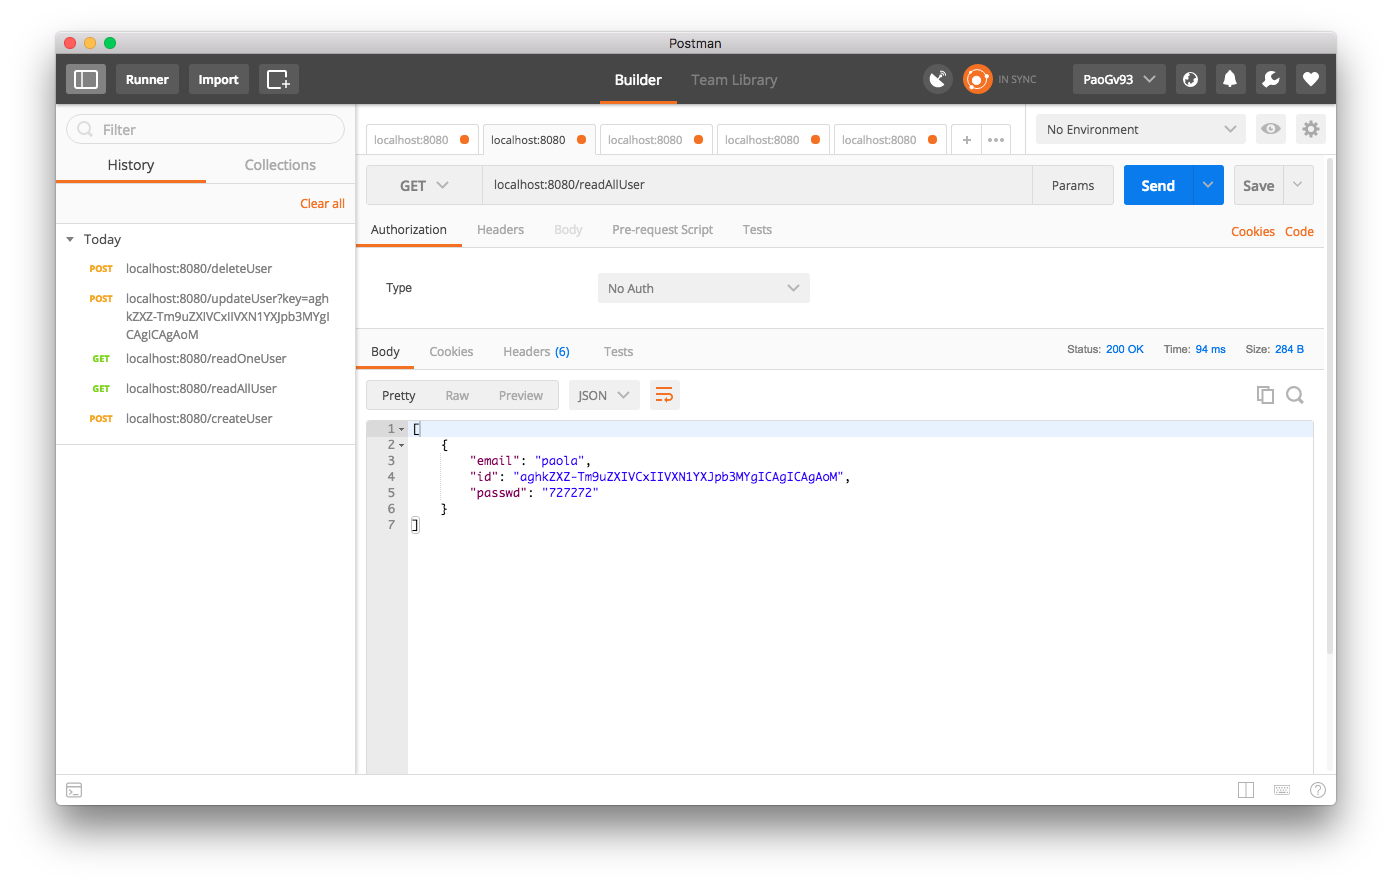 Postman
Runner
Import
Builder
Team Library
IN SYNC
PaoGv93
Filter
History
Collections
Clear all
Today
POST localhost:8080/deleteUser
POST localhost:8080/updateUser?key=agh
kZXZ-Tm9uZXIVCxIIVXN1YXJpb3MYgI
CAgICAgAoM
GET localhost:8080/readOneUser
GET localhost:8080/readAllUser
POST localhost:8080/createUser
localhost:8080
localhost:8080
localhost:8080
localhost:8080
localhost:8080
+
•••
No Environment
GET
localhost:8080/readAllUser
Params
Send
Save
Authorization
Headers
Body
Pre-request Script
Tests
Cookies
Code
Type
No Auth
Body
Cookies
Headers (6)
Tests
Status: 200 OK
Time: 94 ms
Size: 284 B
Pretty
Raw
Preview
JSON
1 [
2 {
3 "email": "paola",
4 "id": "aghkZXZ-Tm9uZXIVCxIIVXN1YXJpb3MYgICAgICAgAoM",
5 "passwd": "727272"
6 }
7 ]